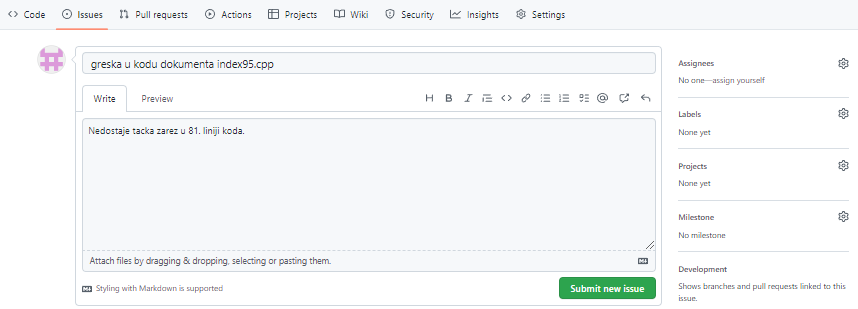 Code Issues Pull requests Actions Projects Wiki Security Insights Settings
greska u kodu dokumenta index95.cpp
Write Preview
Nedostaje tacka zarez u 81. liniji koda.
Attach files by dragging & dropping, selecting or pasting them.
Styling with Markdown is supported
Submit new issue
Assignees
No one—assign yourself
Labels
None yet
Projects
None yet
Milestone
No milestone
Development
Shows branches and pull requests linked to this
issue.